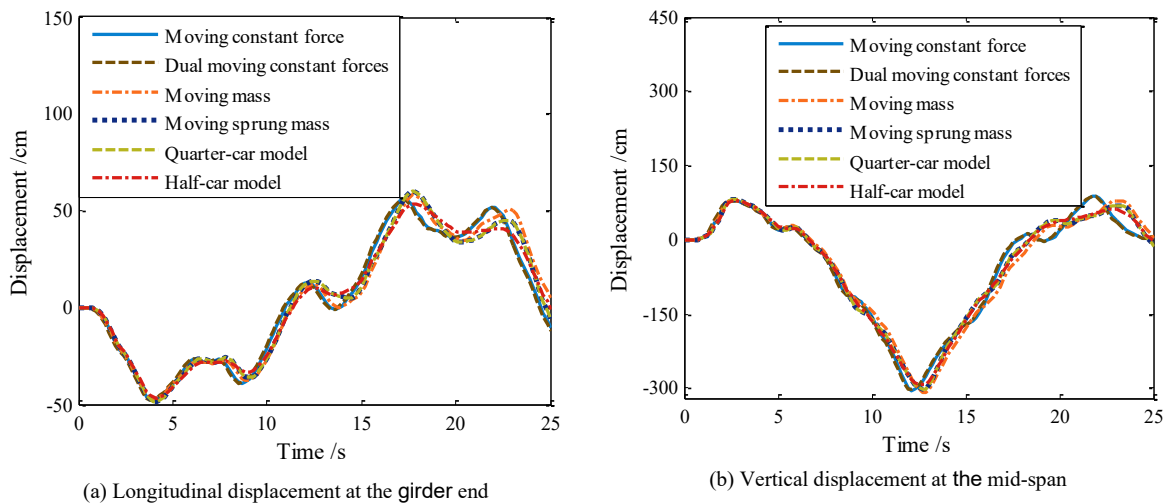 150
100
50
0
-50
Displacement /cm
Moving constant force
Dual moving constant forces
Moving mass
Moving sprung mass
Quarter-car model
Half-car model
0 5 10 15 20 25
Time /s
(a) Longitudinal displacement at the girder end
450
300
150
0
-150
-300
Displacement /cm
Moving constant force
Dual moving constant forces
Moving mass
Moving sprung mass
Quarter-car model
Half-car model
0 5 10 15 20 25
Time /s
(b) Vertical displacement at the mid-span